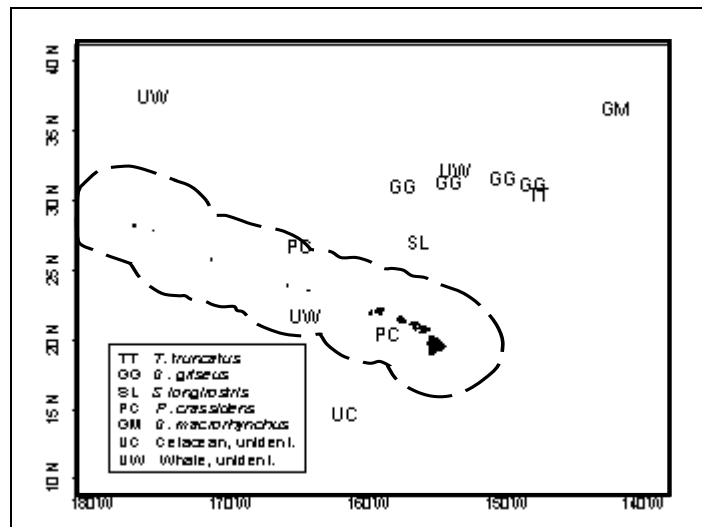 40 N
UW
GM
35 N
UW
GG GG GG GG
TT
30 N
PC
SL
25 N
UW
PC
20 N
TT T. truncatus
GG G. griseus
SL S longirostris
PC P. crassidens
GM G. macrorhynchus
UC Cetacean, unident.
UW Whale, unident.
UC
15 N
10 N
180 W 170 W 160 W 150 W 140 W